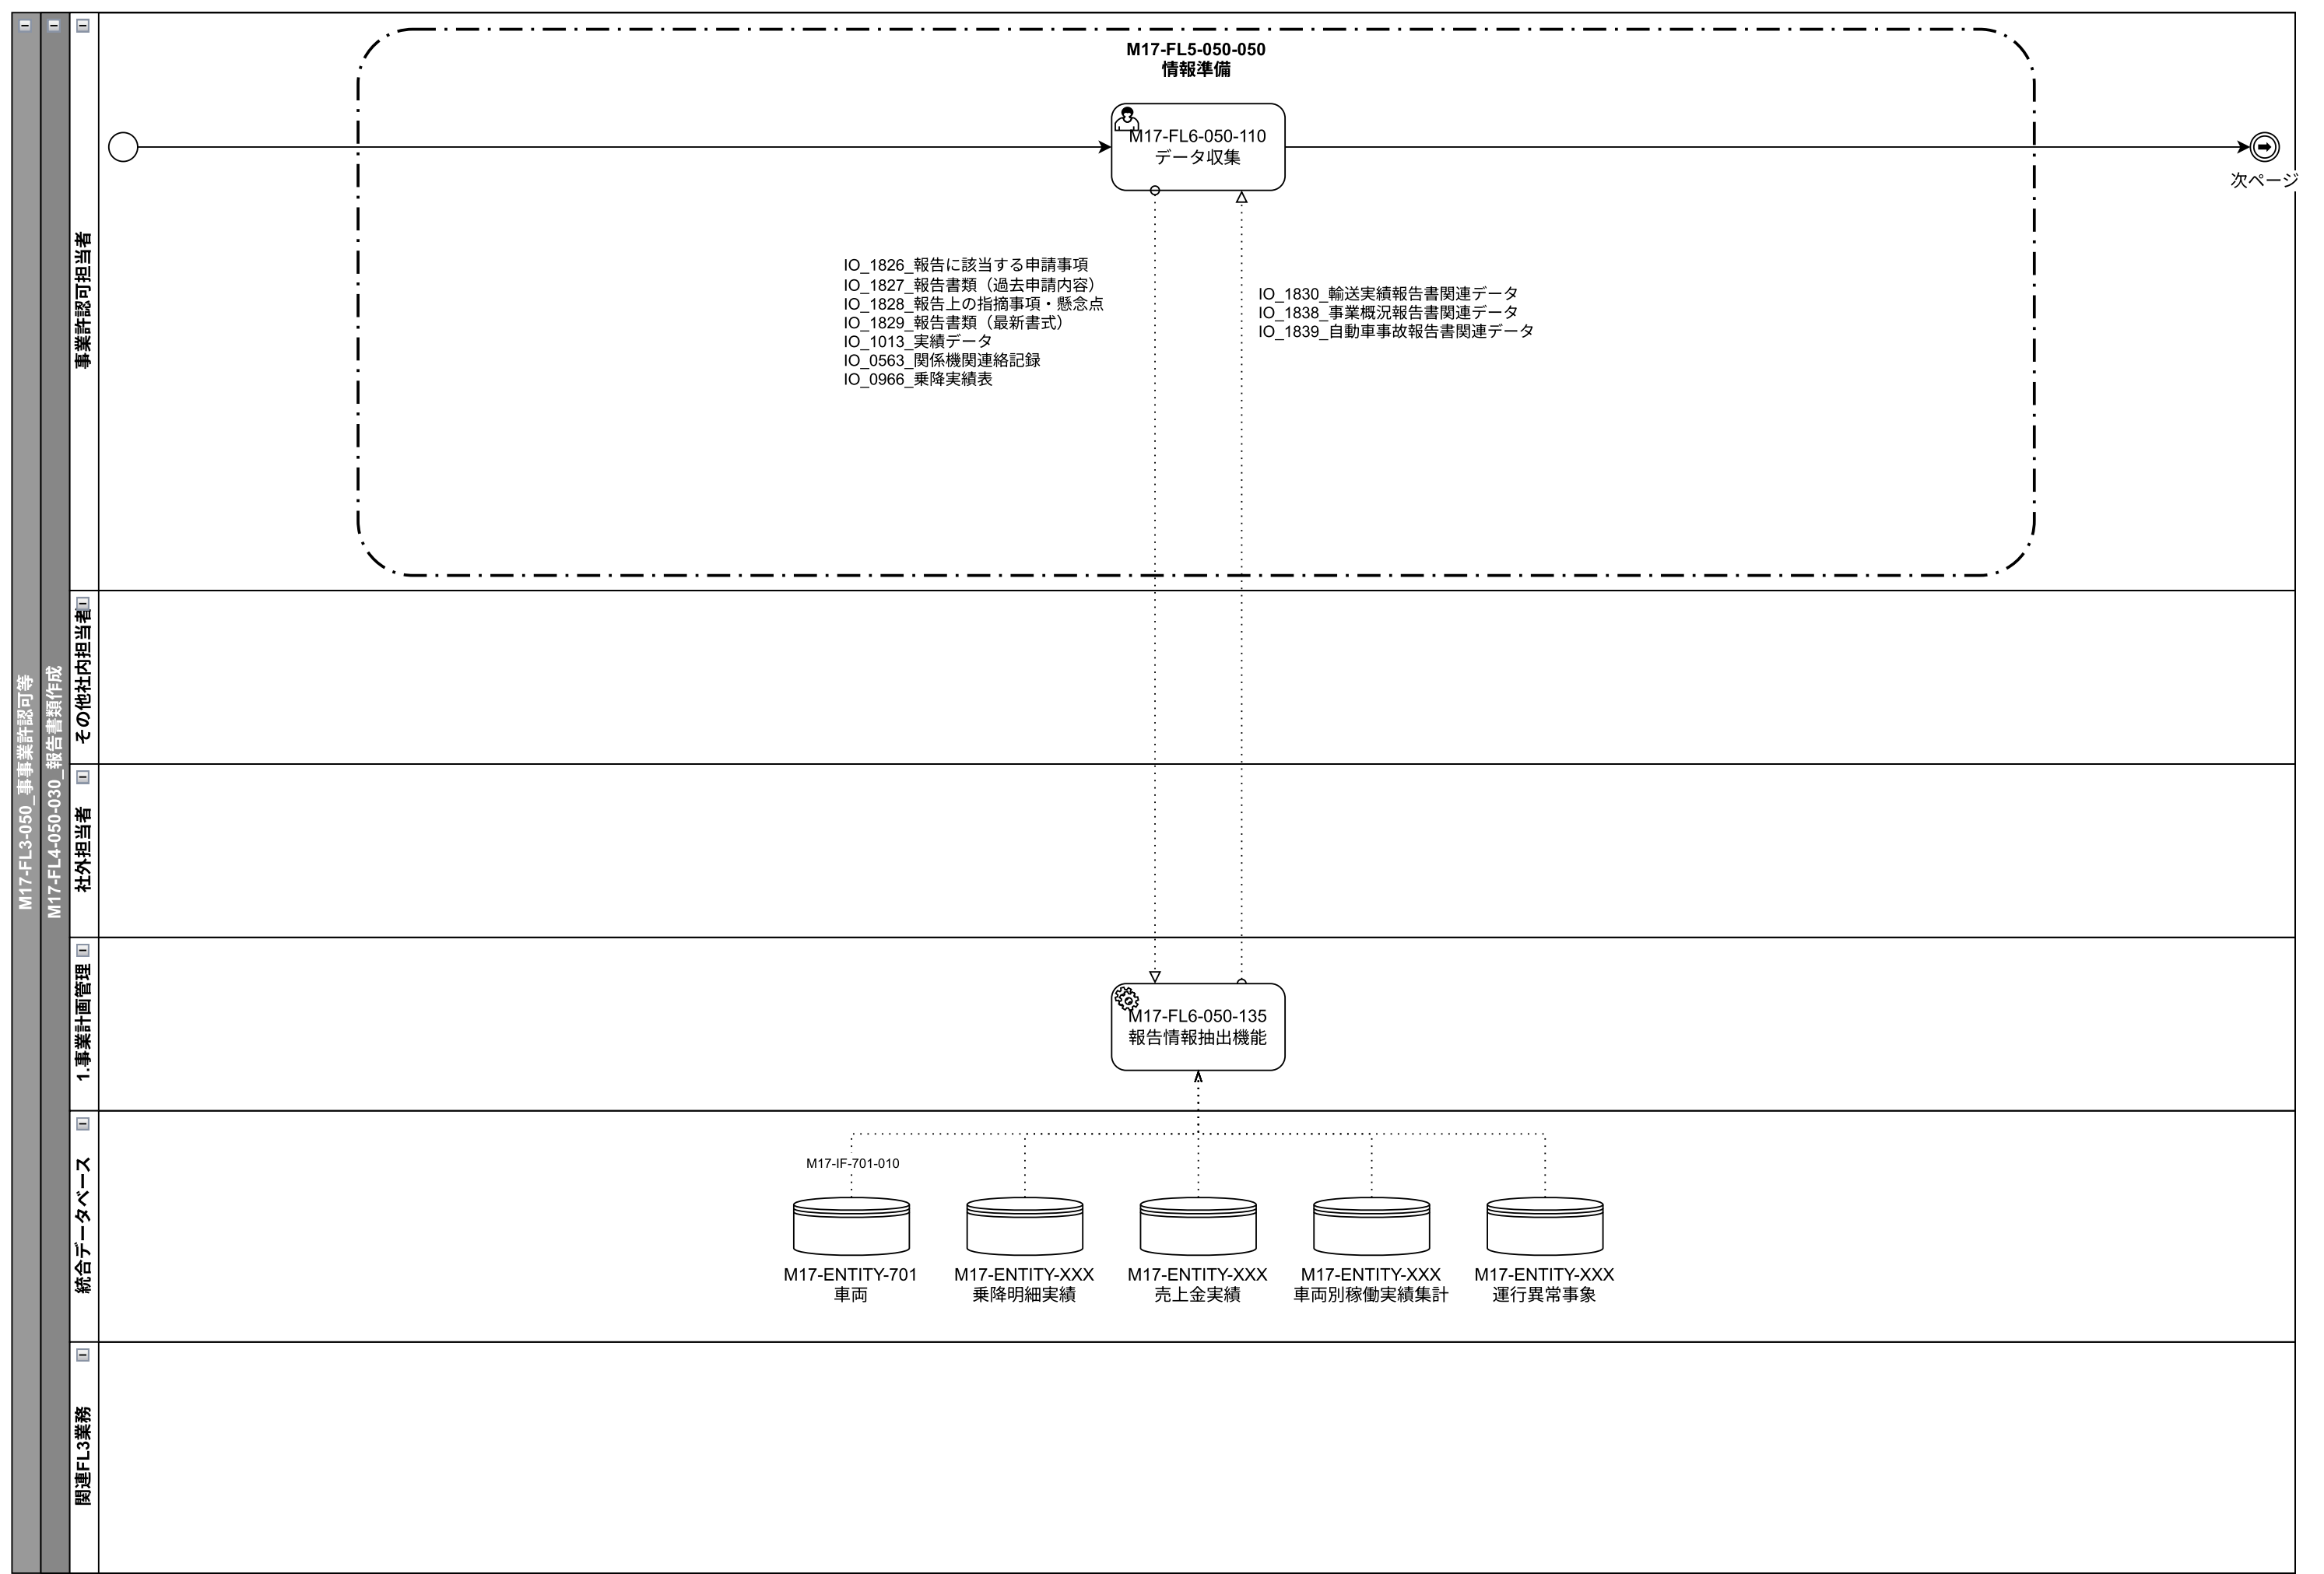 M17-FL3-050_事事業許認可等
M17-FL4-050-030_報告書類作成
事業許認可担当者
M17-FL5-050-050
情報準備
M17-FL6-050-110
データ収集
次ページ
IO_1826_報告に該当する申請事項
IO_1827_報告書類（過去申請内容）
IO_1828_報告上の指摘事項・懸念点
IO_1829_報告書類（最新書式）
IO_1013_実績データ
IO_0563_関係機関連絡記録
IO_0966_乗降実績表
IO_1830_輸送実績報告書関連データ
IO_1838_事業概況報告書関連データ
IO_1839_自動車事故報告書関連データ
その他社内担当者
社外担当者
1.事業計画管理
M17-FL6-050-135
報告情報抽出機能
統合データベース
M17-IF-701-010
M17-ENTITY-701
車両
M17-ENTITY-XXX
乗降明細実績
M17-ENTITY-XXX
売上金実績
M17-ENTITY-XXX
車両別稼働実績集計
M17-ENTITY-XXX
運行異常事象
関連FL3業務